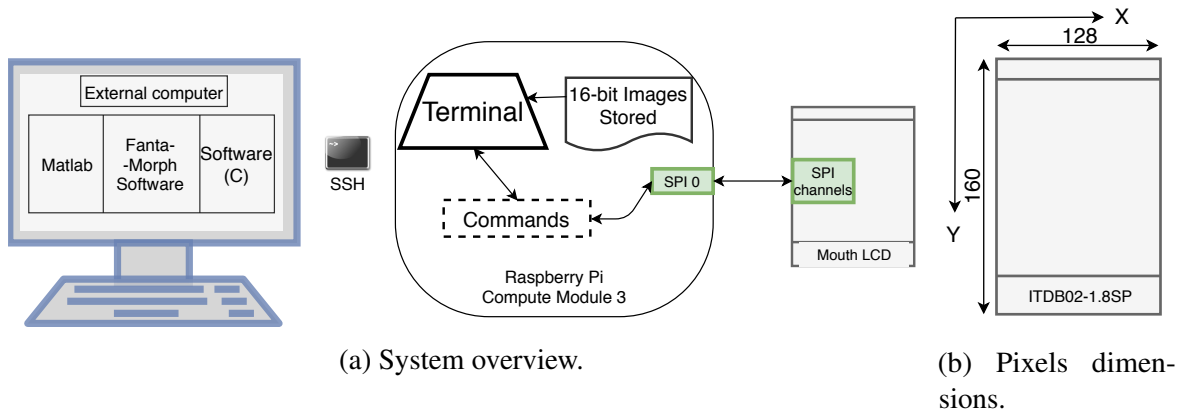 External computer
Matlab
Fanta-
-Morph
Software
Software
(C)
>-
SSH
Terminal
16-bit Images
Stored
Commands
SPI 0
Raspberry Pi
Compute Module 3
SPI
channels
Mouth LCD
X
128
160
Y
ITDB02-1.8SP
(a) System overview.
(b) Pixels dimen-
sions.